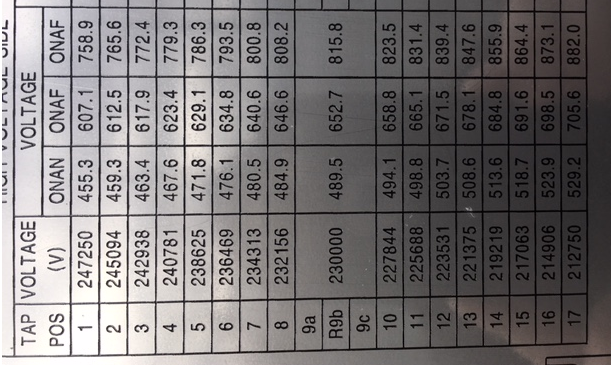 TAP VOLTAGE VOLTAGE
POS (V) ONAN ONAF ONAF
1 247250 455.3 607.1 758.9
2 245094 459.3 612.5 765.6
3 242938 463.4 617.9 772.4
4 240781 467.6 623.4 779.3
5 238625 471.8 629.1 786.3
6 236469 476.1 634.8 793.5
7 234313 480.5 640.6 800.8
8 232156 484.9 646.6 808.2
9a
R9b 230000 489.5 652.7 815.8
9c
10 227844 494.1 658.8 823.5
11 225688 498.8 665.1 831.4
12 223531 503.7 671.5 839.4
13 221375 508.6 678.1 847.6
14 219219 513.6 684.8 855.9
15 217063 518.7 691.6 864.4
16 214906 523.9 698.5 873.1
17 212750 529.2 705.6 882.0